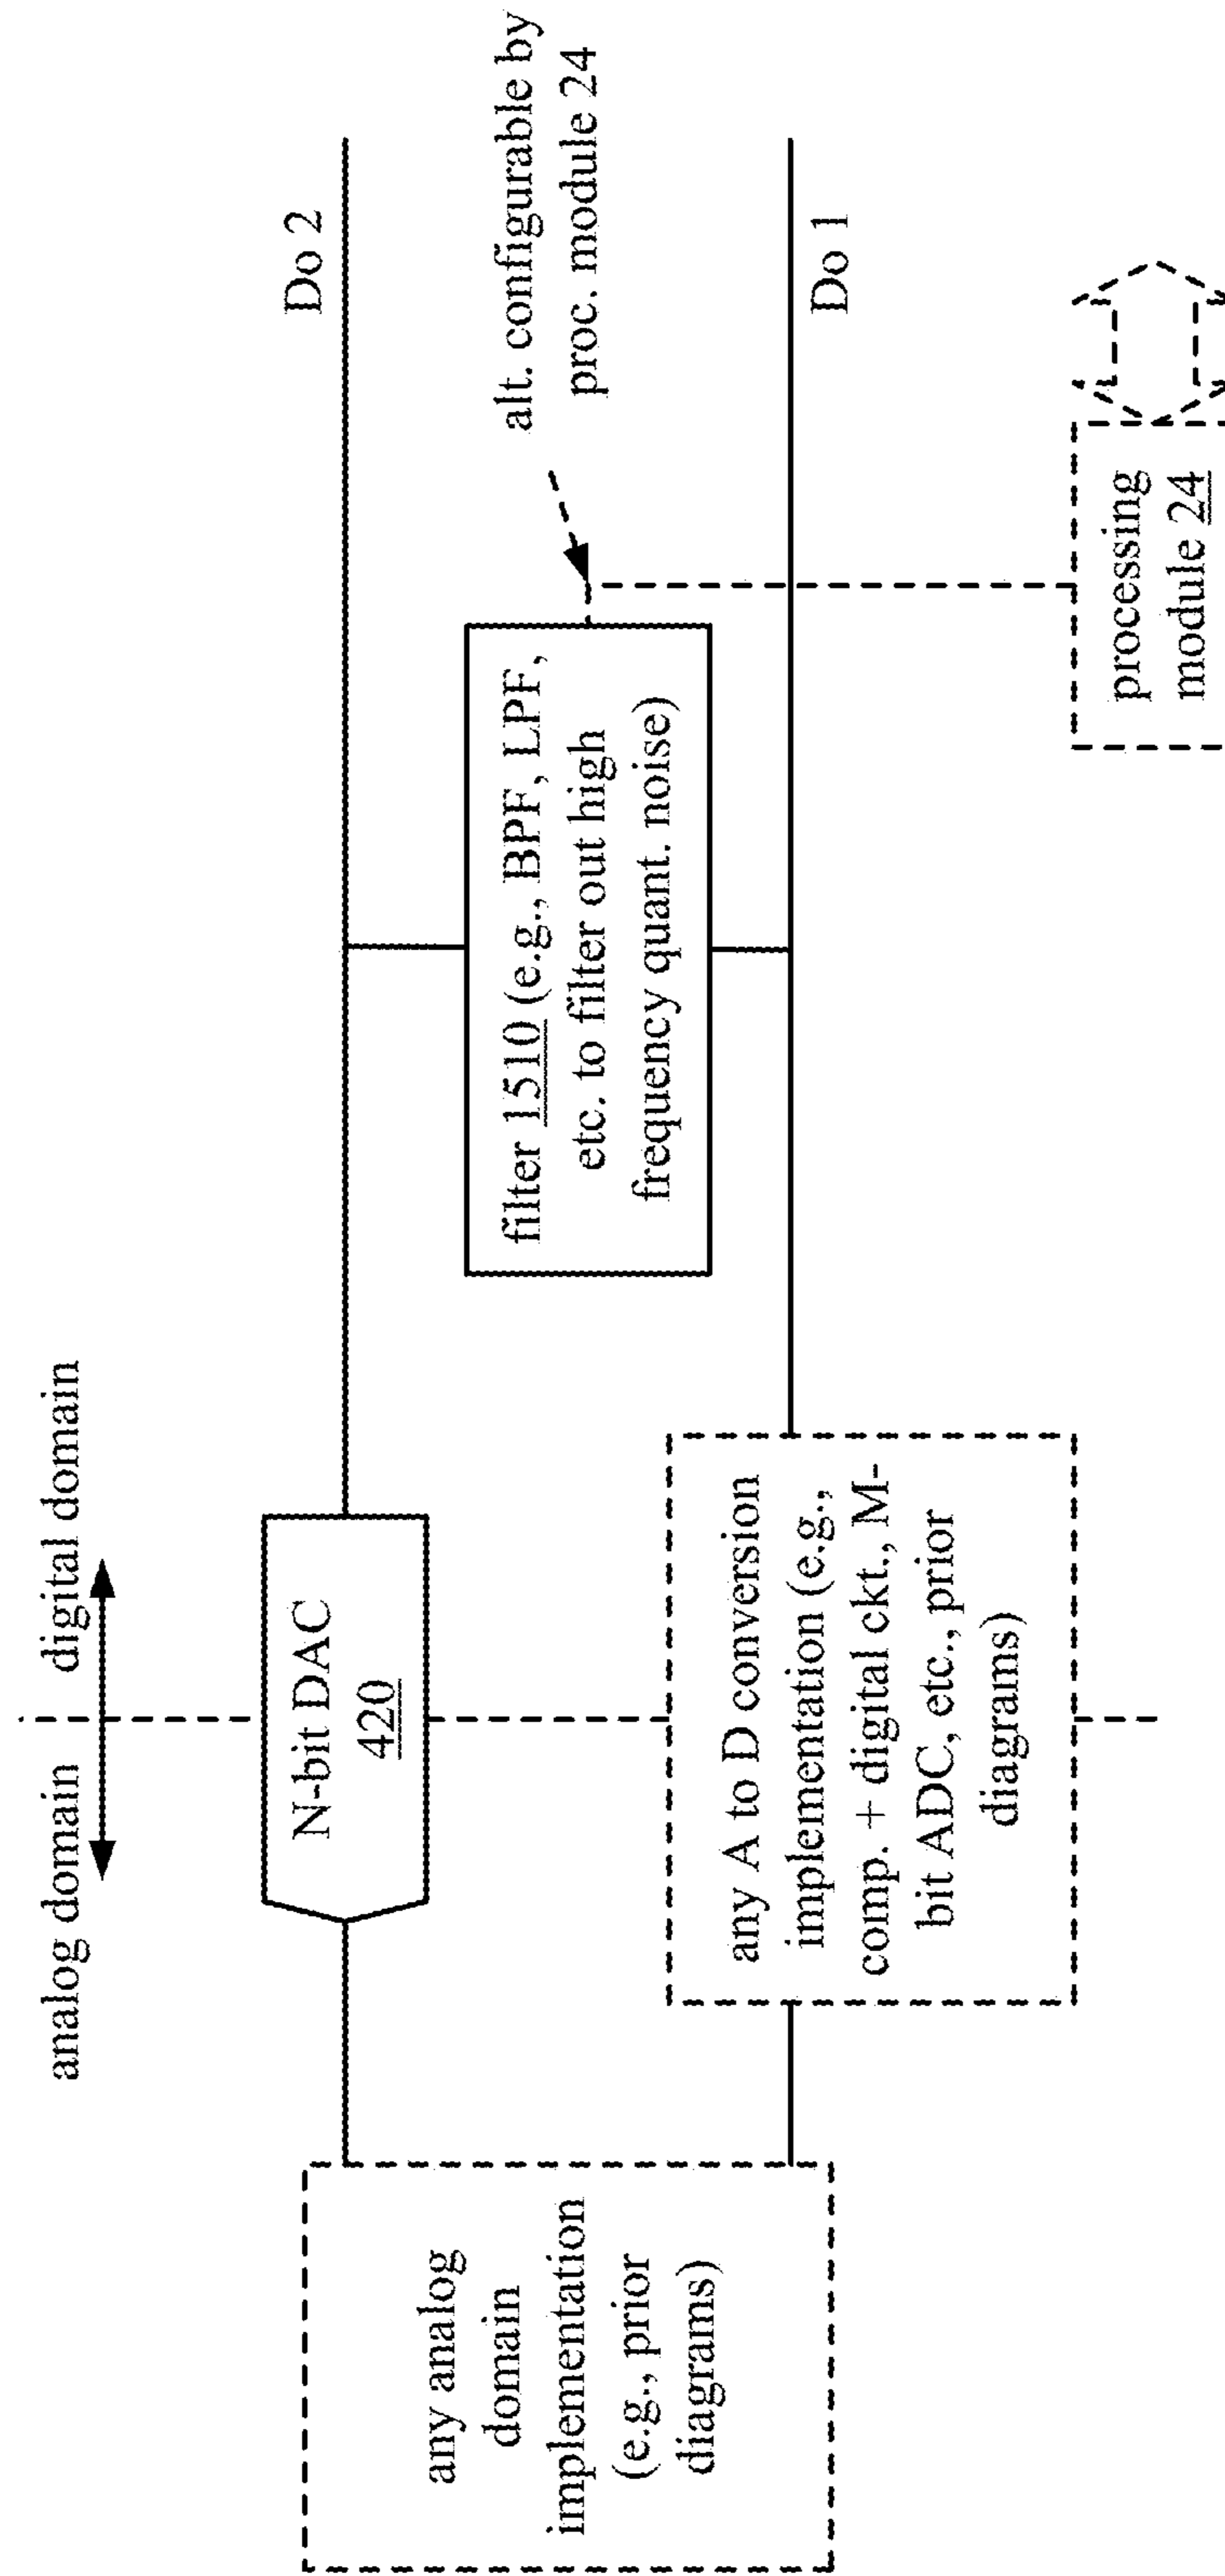 analog domain
digital domain
any analog
domain
implementation
(e.g., prior
diagrams)
N-bit DAC
420
Do 2
filter 1510 (e.g., BPF, LPF,
etc. to filter out high
frequency quant. noise)
alt. configurable by
proc. module 24
any A to D conversion
implementation (e.g.,
comp. + digital ckt., M-
bit ADC, etc., prior
diagrams)
Do 1
processing
module 24